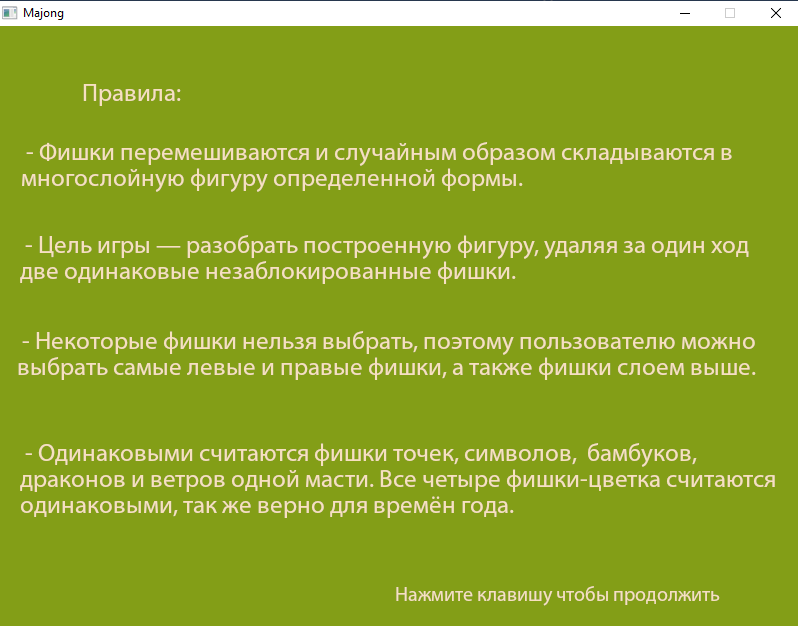 Majong
Правила:
- Фишки перемешиваются и случайным образом складываются в
многослойную фигуру определенной формы.
- Цель игры — разобрать построенную фигуру, удаляя за один ход
две одинаковые незаблокированные фишки.
- Некоторые фишки нельзя выбрать, поэтому пользователю можно
выбрать самые левые и правые фишки, а также фишки слоем выше.
- Одинаковыми считаются фишки точек, символов, бамбуков,
драконов и ветров одной масти. Все четыре фишки-цветка считаются
одинаковыми, так же верно для времён года.
Нажмите клавишу чтобы продолжить